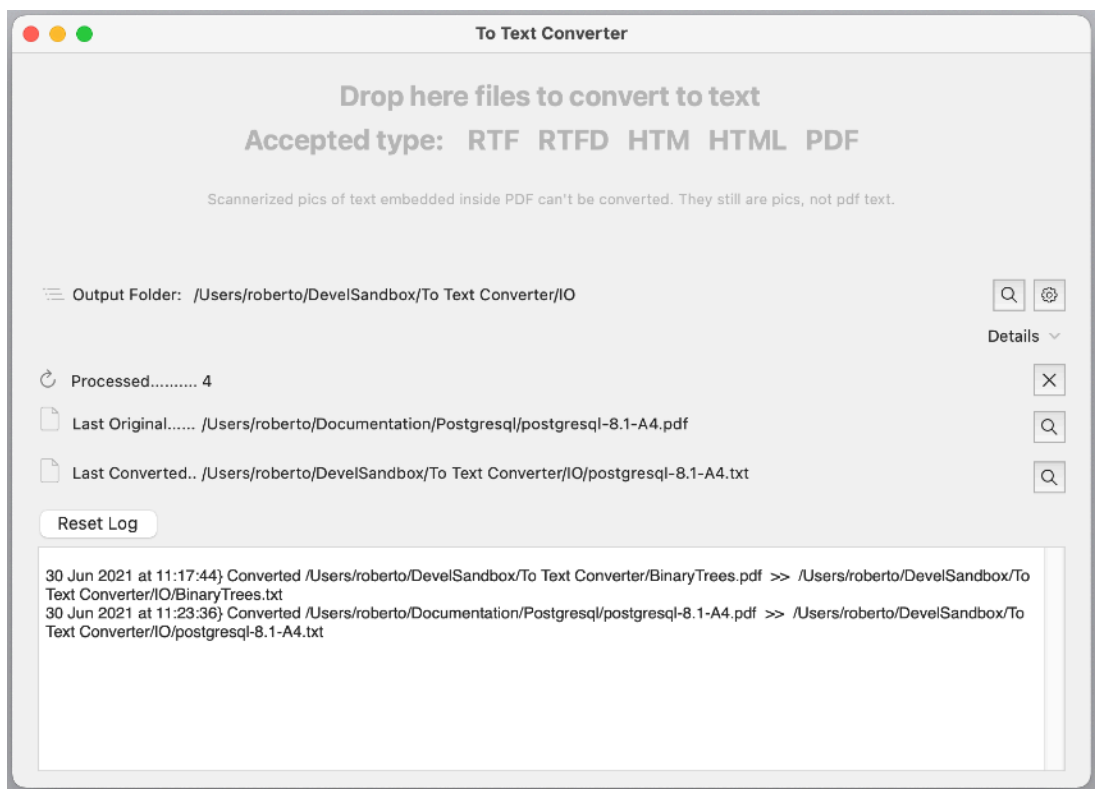 To Text Converter
Drop here files to convert to text
Accepted type: RTF RTFD HTM HTML PDF
Scannerized pics of text embedded inside PDF can't be converted. They still are pics, not pdf text.
Output Folder: /Users/roberto/DevelSandbox/To Text Converter/IO
Details
Processed.......... 4
Last Original...... /Users/roberto/Documentation/Postgresql/postgresql-8.1-A4.pdf
Last Converted.. /Users/roberto/DevelSandbox/To Text Converter/IO/postgresql-8.1-A4.txt
Reset Log
30 Jun 2021 at 11:17:44} Converted /Users/roberto/DevelSandbox/To Text Converter/BinaryTrees.pdf >> /Users/roberto/DevelSandbox/To
Text Converter/IO/BinaryTrees.txt
30 Jun 2021 at 11:23:36} Converted /Users/roberto/Documentation/Postgresql/postgresql-8.1-A4.pdf >> /Users/roberto/DevelSandbox/To
Text Converter/IO/postgresql-8.1-A4.txt